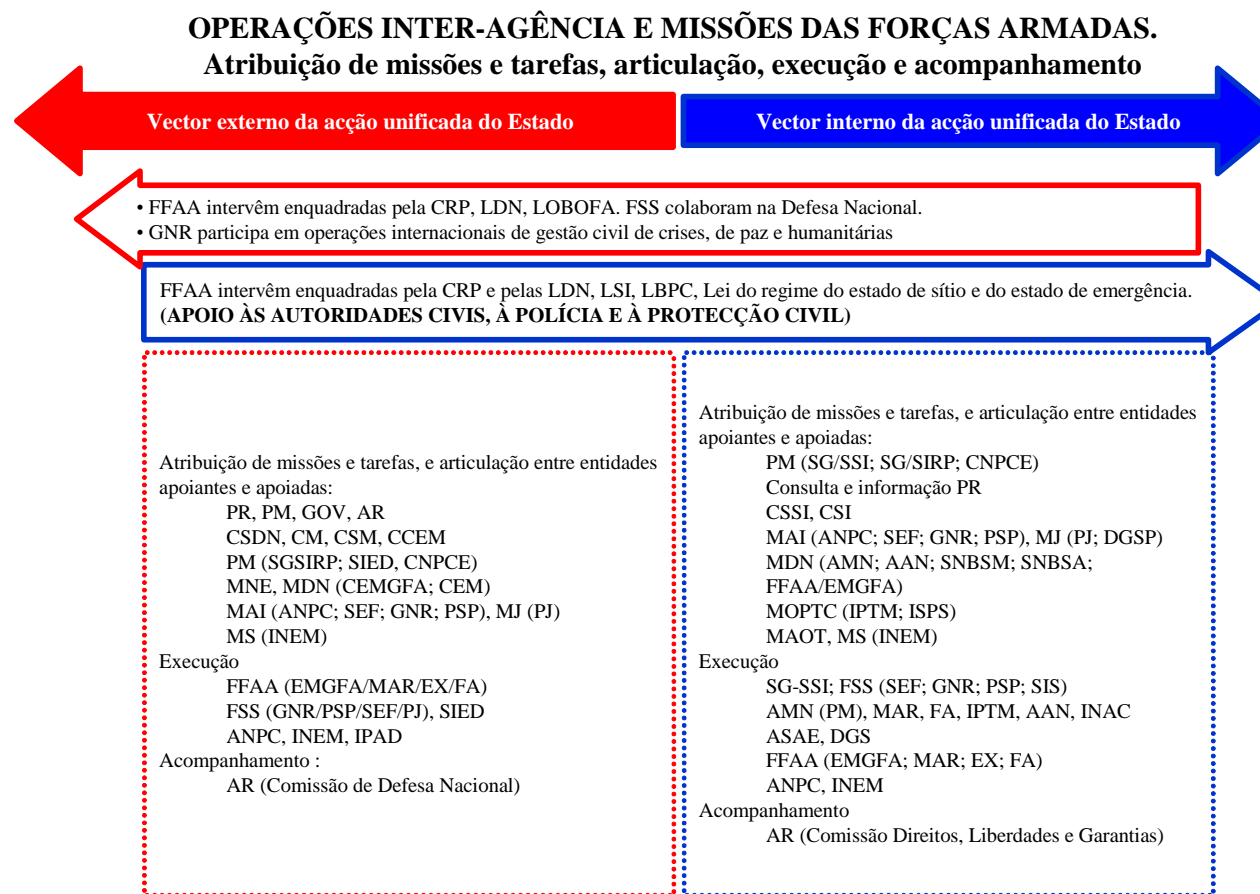 OPERAÇÕES INTER-AGÊNCIA E MISSÕES DAS FORÇAS ARMADAS.
Atribuição de missões e tarefas, articulação, execução e acompanhamento
Vector externo da acção unificada do Estado
Vector interno da acção unificada do Estado
• FFAA intervêm enquadradas pela CRP, LDN, LOBOFA. FSS colaboram na Defesa Nacional.
• GNR participa em operações internacionais de gestão civil de crises, de paz e humanitárias
FFAA intervêm enquadradas pela CRP e pelas LDN, LSI, LBPC, Lei do regime do estado de sítio e do estado de emergência.
(APOIO ÀS AUTORIDADES CIVIS, À POLÍCIA E À PROTECÇÃO CIVIL)
Atribuição de missões e tarefas, e articulação entre entidades
apoiantes e apoiadas:
PR, PM, GOV, AR
CSDN, CM, CSM, CCEM
PM (SGSIRP; SIED, CNPCE)
MNE, MDN (CEMGFA; CEM)
MAI (ANPC; SEF; GNR; PSP), MJ (PJ)
MS (INEM)
Execução
FFAA (EMGFA/MAR/EX/FA)
FSS (GNR/PSP/SEF/PJ), SIED
ANPC, INEM, IPAD
Acompanhamento :
AR (Comissão de Defesa Nacional)
Atribuição de missões e tarefas, e articulação entre entidades
apoiantes e apoiadas:
PM (SG/SSI; SG/SIRP; CNPCE)
Consulta e informação PR
CSSI, CSI
MAI (ANPC; SEF; GNR; PSP), MJ (PJ; DGSP)
MDN (AMN; AAN; SNBSM; SNBSA;
FFAA/EMGFA)
MOPTC (IPTM; ISPS)
MAOT, MS (INEM)
Execução
SG-SSI; FSS (SEF; GNR; PSP; SIS)
AMN (PM), MAR, FA, IPTM, AAN, INAC
ASAE, DGS
FFAA (EMGFA; MAR; EX; FA)
ANPC, INEM
Acompanhamento
AR (Comissão Direitos, Liberdades e Garantias)